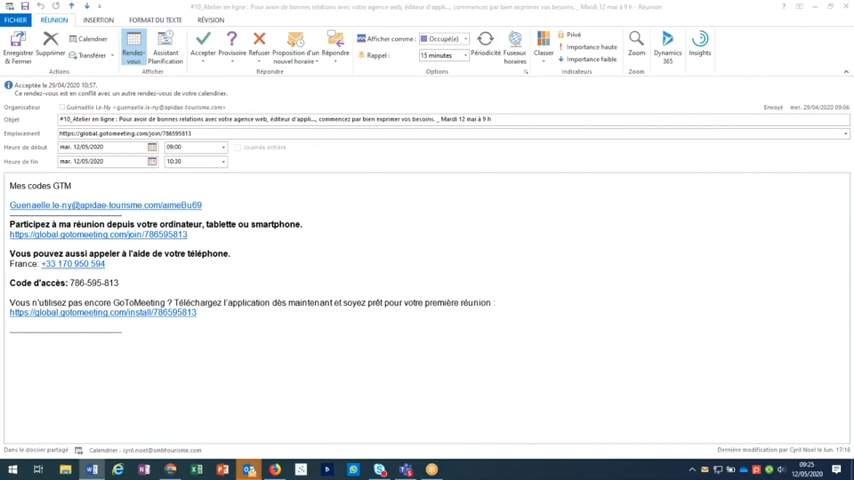 #10_Atelier en ligne : Pour avoir de bonnes relations avec votre agence web, éditeur d'appli..., commencez par bien exprimer vos besoins. _ Mardi 12 mai à 9 h - Réunion
FICHIER RÉUNION INSERTION FORMAT DU TEXTE RÉVISION
Enregistrer & Fermer
Supprimer
Calendrier
Transférer
Actions
Rendez-vous
Assistant Planification
Afficher
Accepter
Provisoire
Refuser
Proposition d'un nouvel horaire
Répondre
Répondre
Afficher comme : Occupé(e)
Rappel : 15 minutes
Périodicité
Fuseaux horaires
Options
Classer
Privé
Importance haute
Importance faible
Indicateurs
Zoom
Zoom
Dynamics 365
Insights
Acceptée le 29/04/2020 10:57.
Ce rendez-vous est en conflit avec un autre rendez-vous de votre calendrier.
Organisateur Guénaëlle Le-Ny <guenaelle.le-ny@apidae-tourisme.com> Envoyé mer. 29/04/2020 09:06
Objet #10_Atelier en ligne : Pour avoir de bonnes relations avec votre agence web, éditeur d'appli..., commencez par bien exprimer vos besoins. _ Mardi 12 mai à 9 h
Emplacement https://global.gotomeeting.com/join/786595813
Heure de début mar. 12/05/2020 09:00 Journée entière
Heure de fin mar. 12/05/2020 10:30
Mes codes GTM
Guenaelle.le-ny@apidae-tourisme.com/aimeBu69
Participez à ma réunion depuis votre ordinateur, tablette ou smartphone.
https://global.gotomeeting.com/join/786595813
Vous pouvez aussi appeler à l'aide de votre téléphone.
France: +33 170 950 594
Code d'accès: 786-595-813
Vous n'utilisez pas encore GoToMeeting ? Téléchargez l'application dès maintenant et soyez prêt pour votre première réunion :
https://global.gotomeeting.com/install/786595813
Dans le dossier partagé Calendrier - cyril.noel@smbtourisme.com Dernière modification par Cyril Noel le lun. 17:16
09:25
12/05/2020